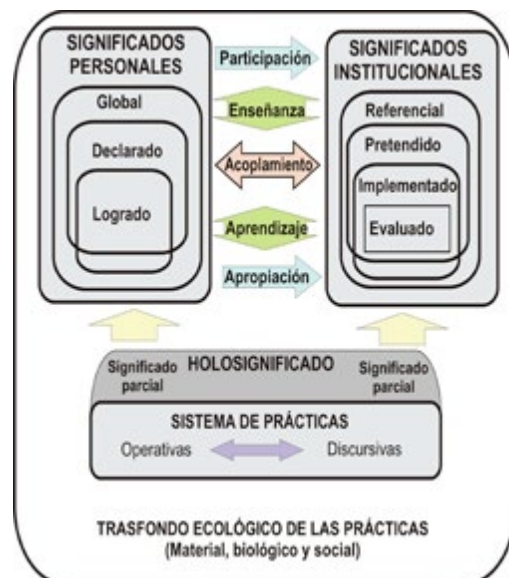 SIGNIFICADOS
PERSONALES
Global
Declarado
Logrado
Participación
Enseñanza
Acoplamiento
Aprendizaje
Apropiación
SIGNIFICADOS
INSTITUCIONALES
Referencial
Pretendido
Implementado
Evaluado
Significado
parcial
HOLOSIGNIFICADO
Significado
parcial
SISTEMA DE PRÁCTICAS
Operativas
Discursivas
TRASFONDO ECOLÓGICO DE LAS PRÁCTICAS
(Material, biológico y social)